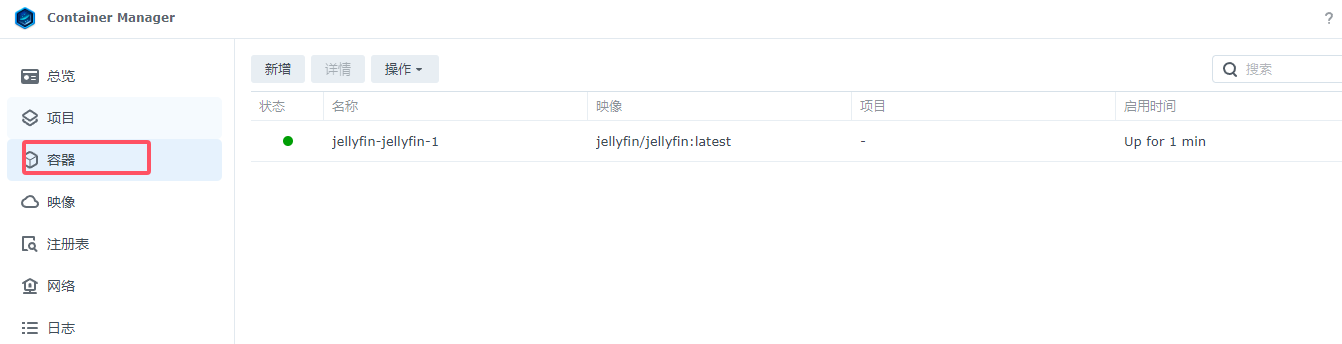 Container Manager
?
总览
项目
容器
映像
注册表
网络
日志
新增 详情 操作
搜索
状态 名称 映像 项目 启用时间
jellyfin-jellyfin-1 jellyfin/jellyfin:latest - Up for 1 min